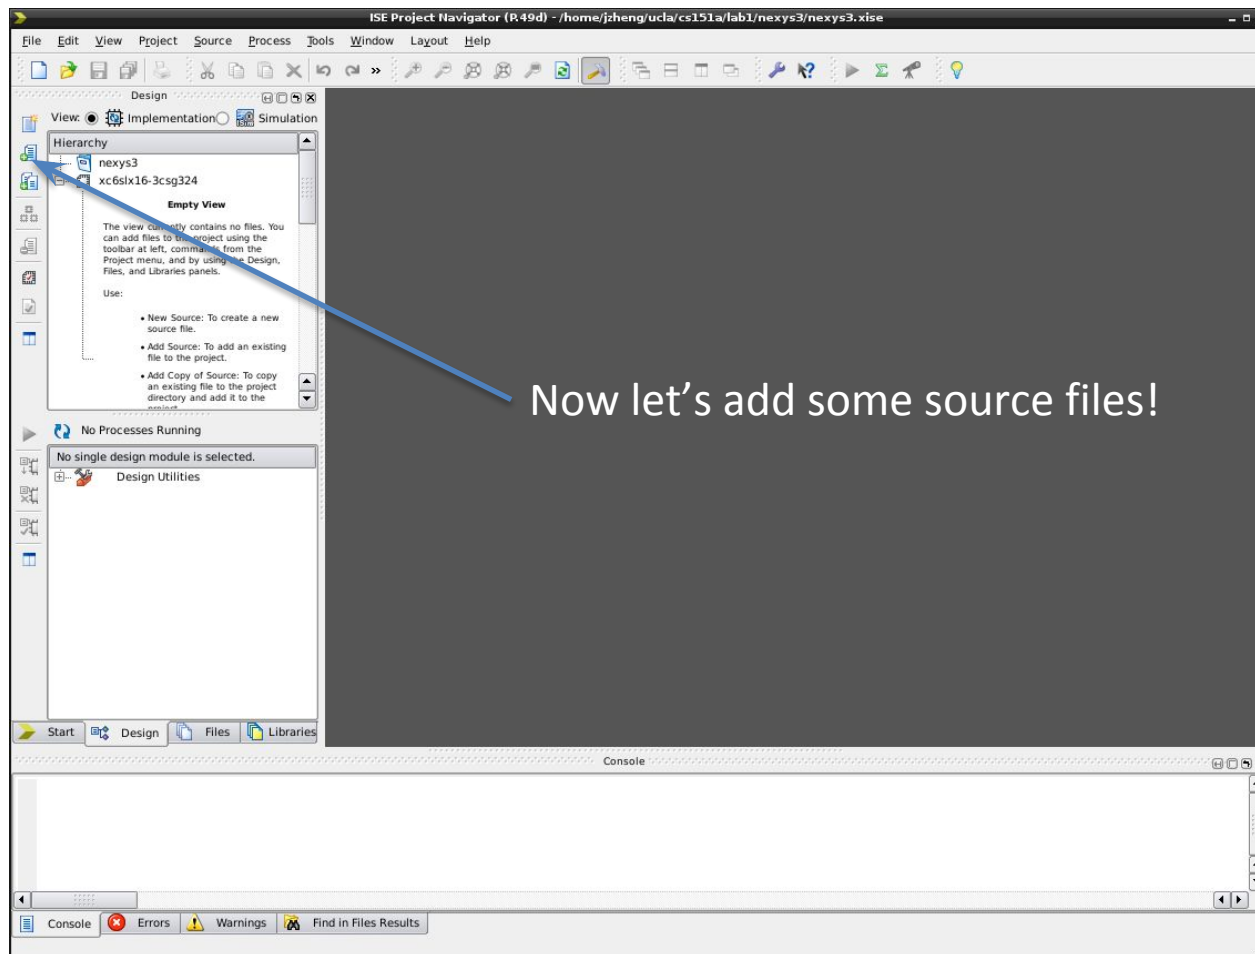 ISE Project Navigator (P.49d) - /home/jzheng/ucla/cs151a/lab1/nexys3/nexys3.xise
File Edit View Project Source Process Tools Window Layout Help
Design
View: Implementation Simulation
Hierarchy
nexys3
xc6slx16-3csg324
Empty View
The view currently contains no files. You
can add files to the project using the
toolbar at left, commands from the
Project menu, and by using the Design,
Files, and Libraries panels.
Use:
• New Source: To create a new
source file.
• Add Source: To add an existing
file to the project.
• Add Copy of Source: To copy
an existing file to the project
directory and add it to the
Now let's add some source files!
No Processes Running
No single design module is selected.
Design Utilities
Start Design Files Libraries
Console
Console Errors Warnings Find in Files Results